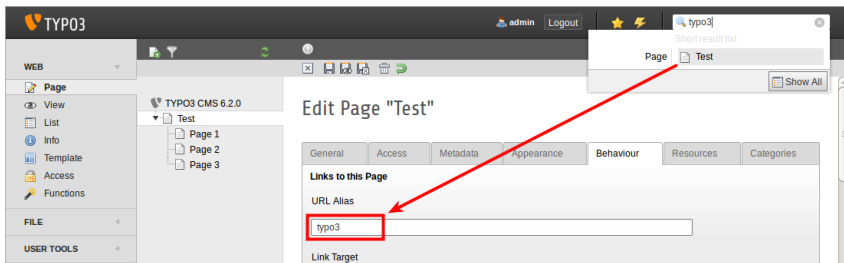 TYPO3
admin Logout typo3
Short result list
Page Test
Show All
WEB
Page
View
List
Info
Template
Access
Functions
FILE
USER TOOLS
TYPO3 CMS 6.2.0
Test
Page 1
Page 2
Page 3
Edit Page "Test"
General Access Metadata Appearance Behaviour Resources Categories
Links to this Page
URL Alias
typo3
Link Target